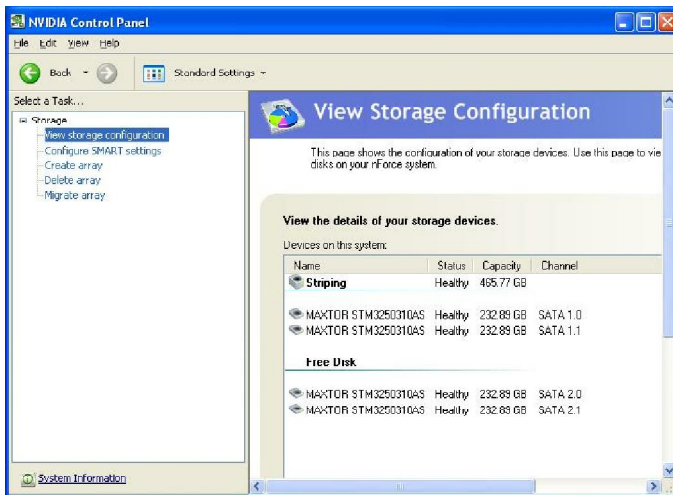 NVIDIA Control Panel
File Edit View Help
Back Standard Settings
Select a Task...
Storage
View storage configuration
Configure SMART settings
Create array
Delete array
Migrate array
System Information
View Storage Configuration
This page shows the configuration of your storage devices. Use this page to vie
disks on your nForce system.
View the details of your storage devices.
Devices on this system:
Name Status Capacity Channel
Striping Healthy 465.77 GB
MAXTOR STM3250310AS Healthy 232.89 GB SATA 1.0
MAXTOR STM3250310AS Healthy 232.89 GB SATA 1.1
Free Disk
MAXTOR STM3250310AS Healthy 232.89 GB SATA 2.0
MAXTOR STM3250310AS Healthy 232.89 GB SATA 2.1